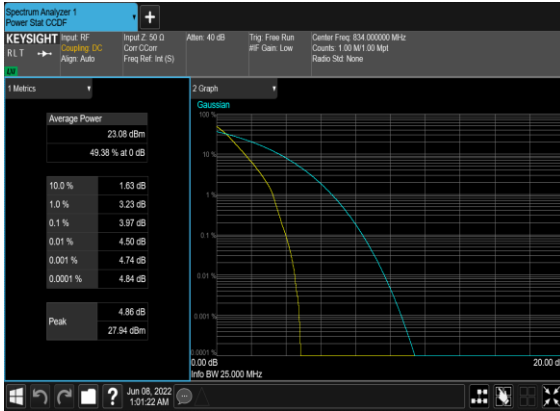 Spectrum Analyzer 1
Power Stat CCDF
+
KEYSIGHT
RLT
Input: RF
Coupling: DC
Align: Auto
Input Z: 50 Ω
Corr CCorr
Freq Ref: Int (S)
Atten: 40 dB
Trig: Free Run
#IF Gain: Low
Center Freq: 834.000000 MHz
Counts: 1.00 M/1.00 Mpt
Radio Std: None
1 Metrics
Average Power
23.08 dBm
49.38 % at 0 dB
10.0 % 1.63 dB
1.0 % 3.23 dB
0.1 % 3.97 dB
0.01 % 4.50 dB
0.001 % 4.74 dB
0.0001 % 4.84 dB
Peak
4.86 dB
27.94 dBm
2 Graph
Gaussian
100 %
10 %
1 %
0.1 %
0.01 %
0.001 %
0.0001 %
0.00 dB
20.00 d
Info BW 25.000 MHz
?
Jun 08, 2022
1:01:22 AM